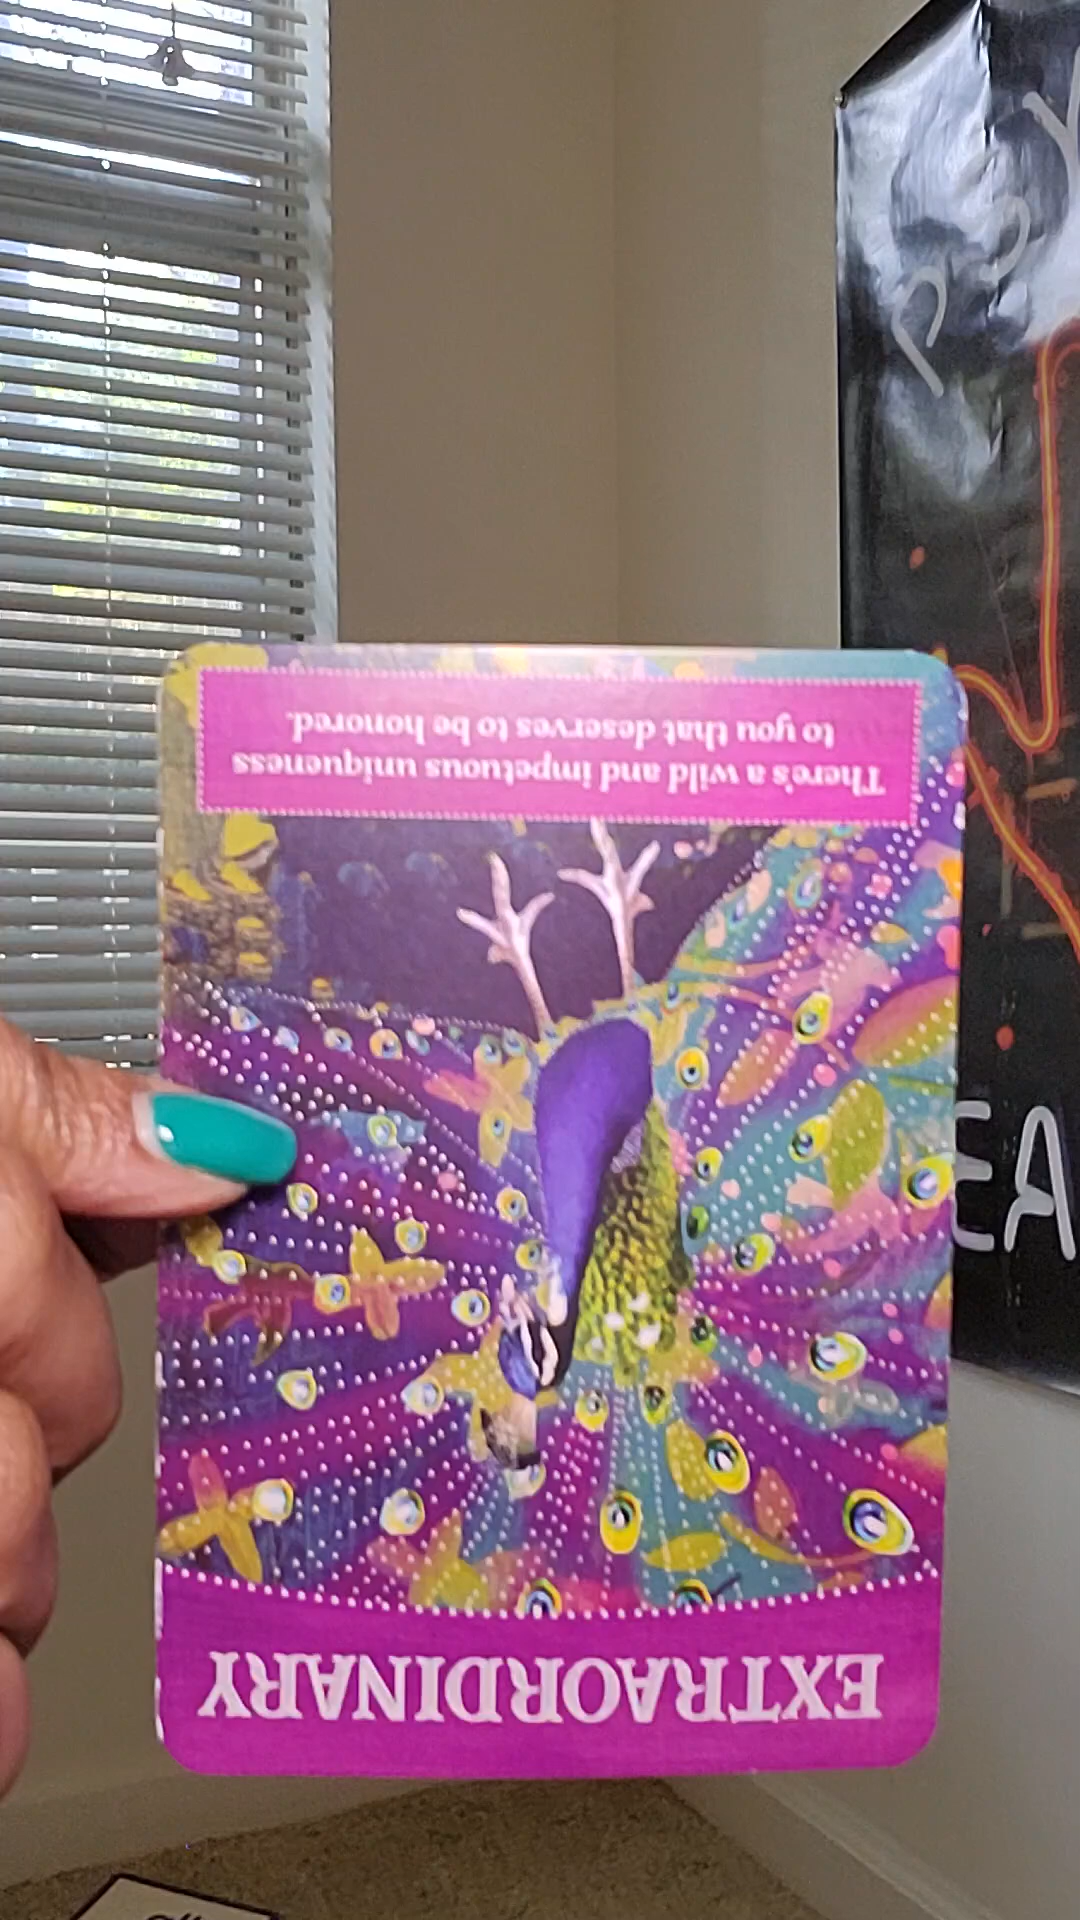 EXTRAORDINARY
There's a wild and impetuous uniqueness
to you that deserves to be honored.